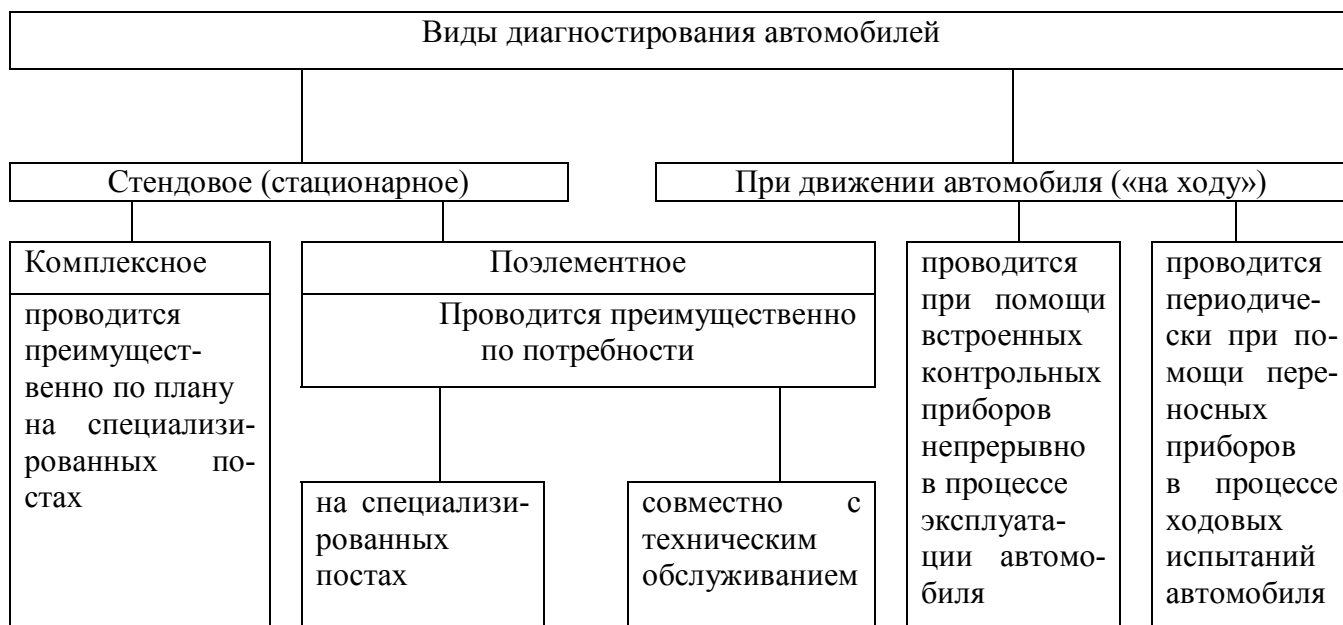 Виды диагностирования автомобилей
Стендовое (стационарное)
При движении автомобиля («на ходу»)
Комплексное
проводится
преимущест-
венно по плану
на специализи-
рованных по-
стах
Поэлементное
Проводится преимущественно
по потребности
на специализи-
рованных
постах
совместно с
техническим
обслуживанием
проводится
при помощи
встроенных
контрольных
приборов
непрерывно
в процессе
эксплуата-
ции автомо-
биля
проводится
периодиче-
ски при по-
мощи пере-
носных
приборов
в процессе
ходовых
испытаний
автомобиля